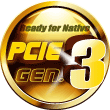 Ready for Native
PCIE
GEN. 3